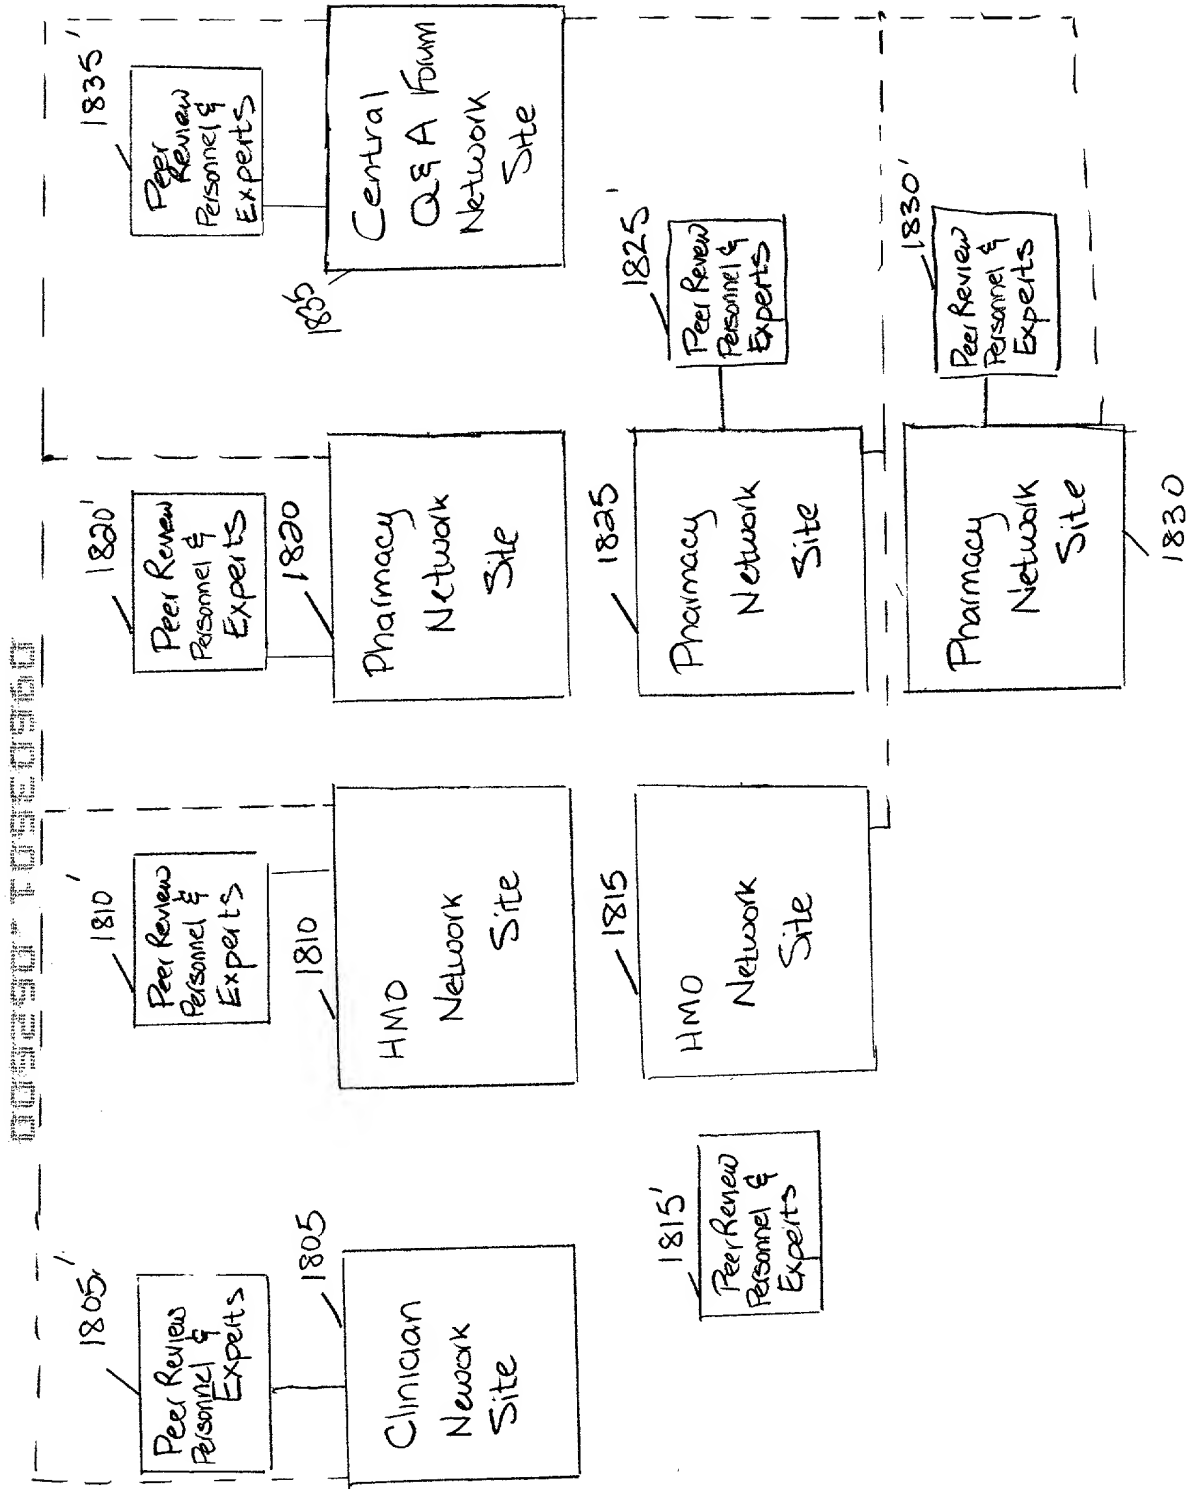 1805'
Peer Review
Personnel &
Experts
1805
Clinician
Nework
Site
1810'
Peer Review
Personnel &
Experts
1810
HMO
Network
Site
1815'
Peer Review
Personnel &
Experts
1815
HMO
Network
Site
1820'
Peer Review
Personnel &
Experts
1820
Pharmacy
Network
Site
1825
Pharmacy
Network
Site
1825'
Peer Review
Personnel &
Experts
1835'
Peer
Review
Personnel &
Experts
1835
Central
Q & A Forum
Network
Site
1830'
Peer Review
Personnel &
Experts
Pharmacy
Network
Site
1830